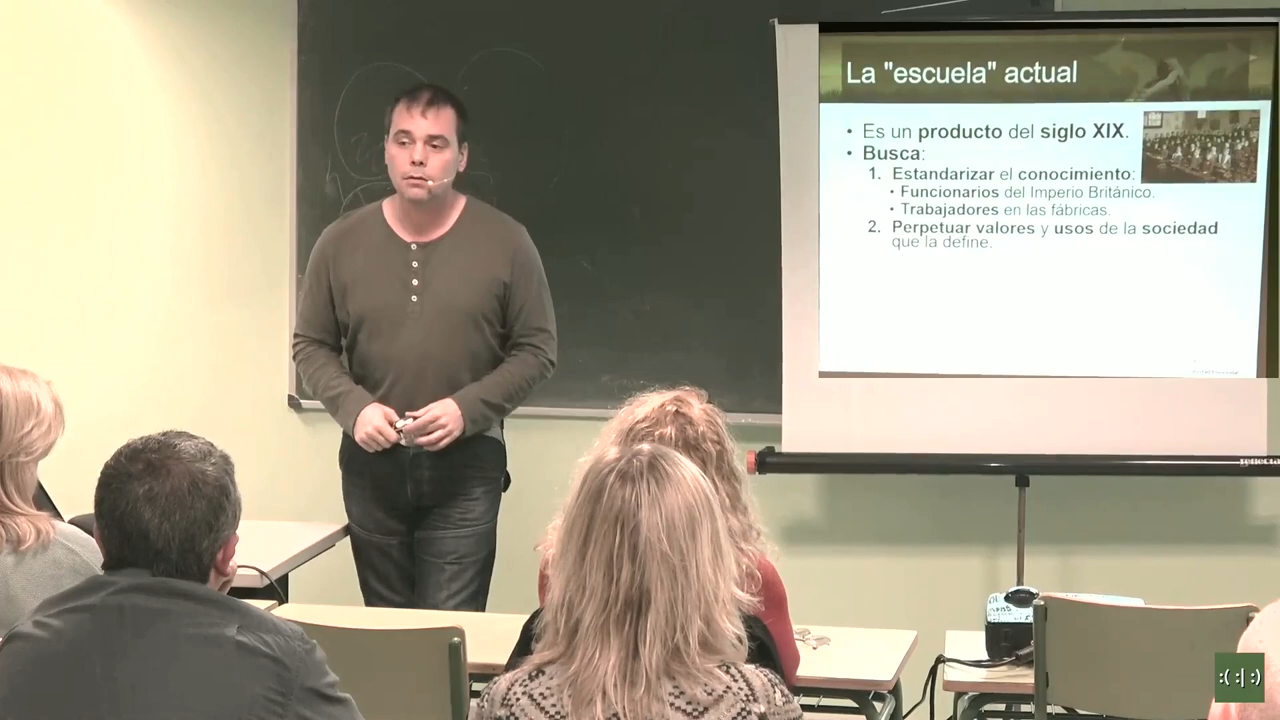 La "escuela" actual
• Es un producto del siglo XIX.
• Busca:
1. Estandarizar el conocimiento:
• Funcionarios del Imperio Británico.
• Trabajadores en las fábricas.
2. Perpetuar valores y usos de la sociedad
que la define.
:( :| :)